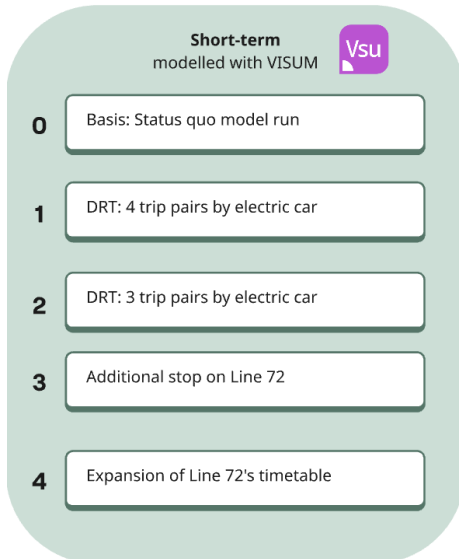 Short-term
modelled with VISUM
Vsu
0
Basis: Status quo model run
1
DRT: 4 trip pairs by electric car
2
DRT: 3 trip pairs by electric car
3
Additional stop on Line 72
4
Expansion of Line 72's timetable